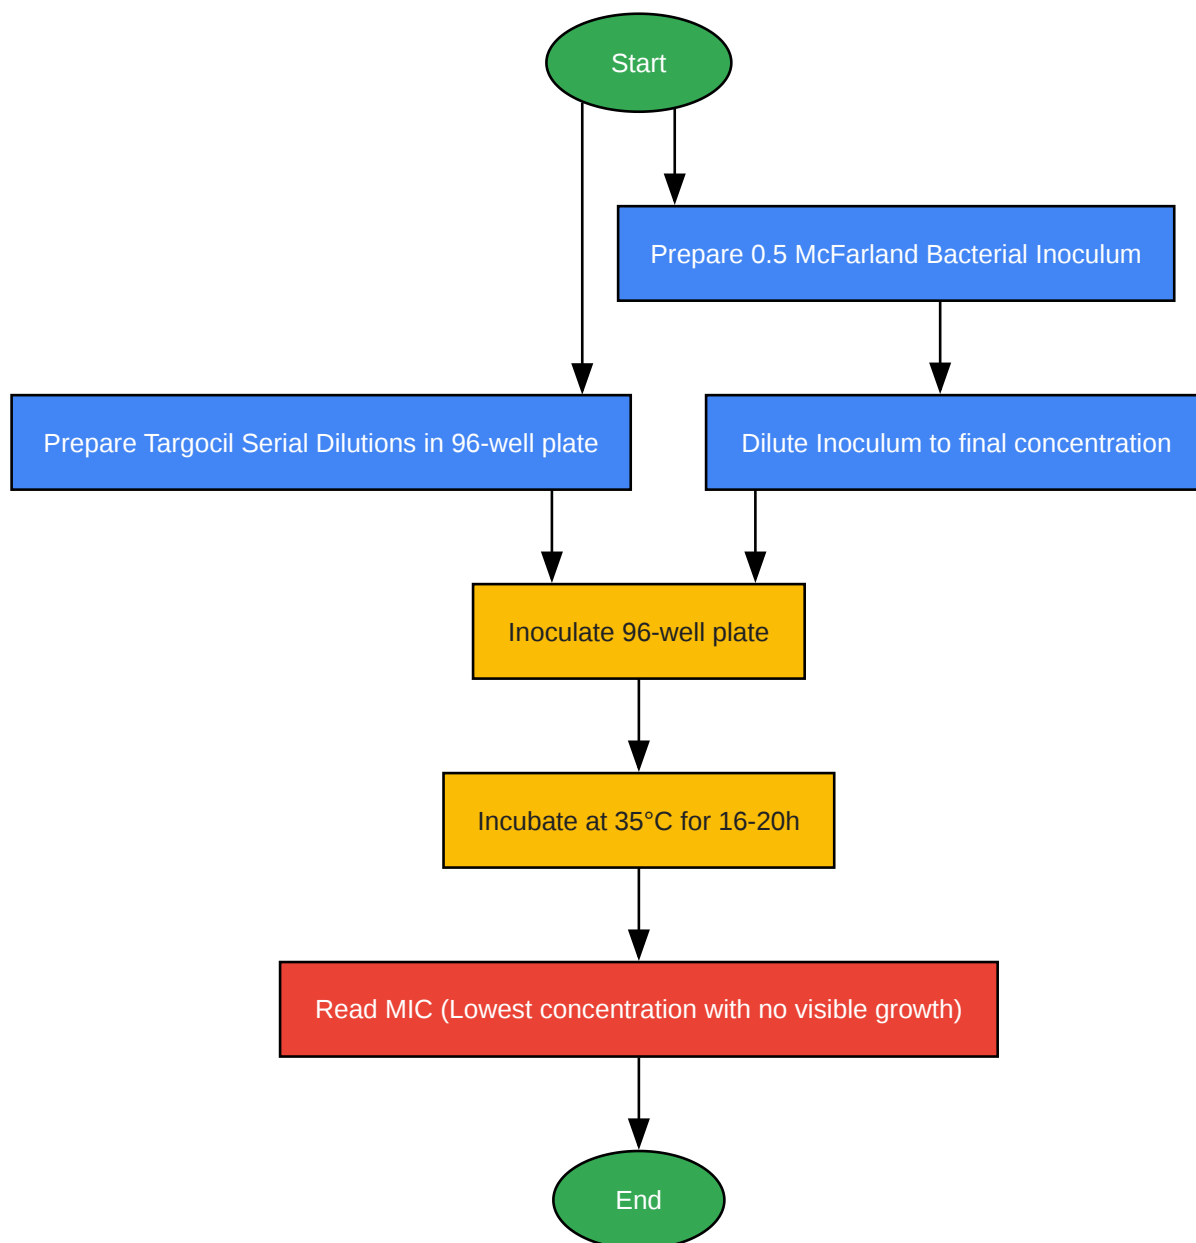 Start
Prepare 0.5 McFarland Bacterial Inoculum
Prepare Targocil Serial Dilutions in 96-well plate
Dilute Inoculum to final concentration
Inoculate 96-well plate
Incubate at 35°C for 16-20h
Read MIC (Lowest concentration with no visible growth)
End